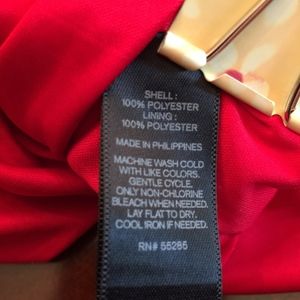 SHELL :
100% POLYESTER
LINING :
100% POLYESTER
MADE IN PHILIPPINES
MACHINE WASH COLD
WITH LIKE COLORS.
GENTLE CYCLE.
ONLY NON-CHLORINE
BLEACH WHEN NEEDED.
LAY FLAT TO DRY.
COOL IRON IF NEEDED.
RN# 55285